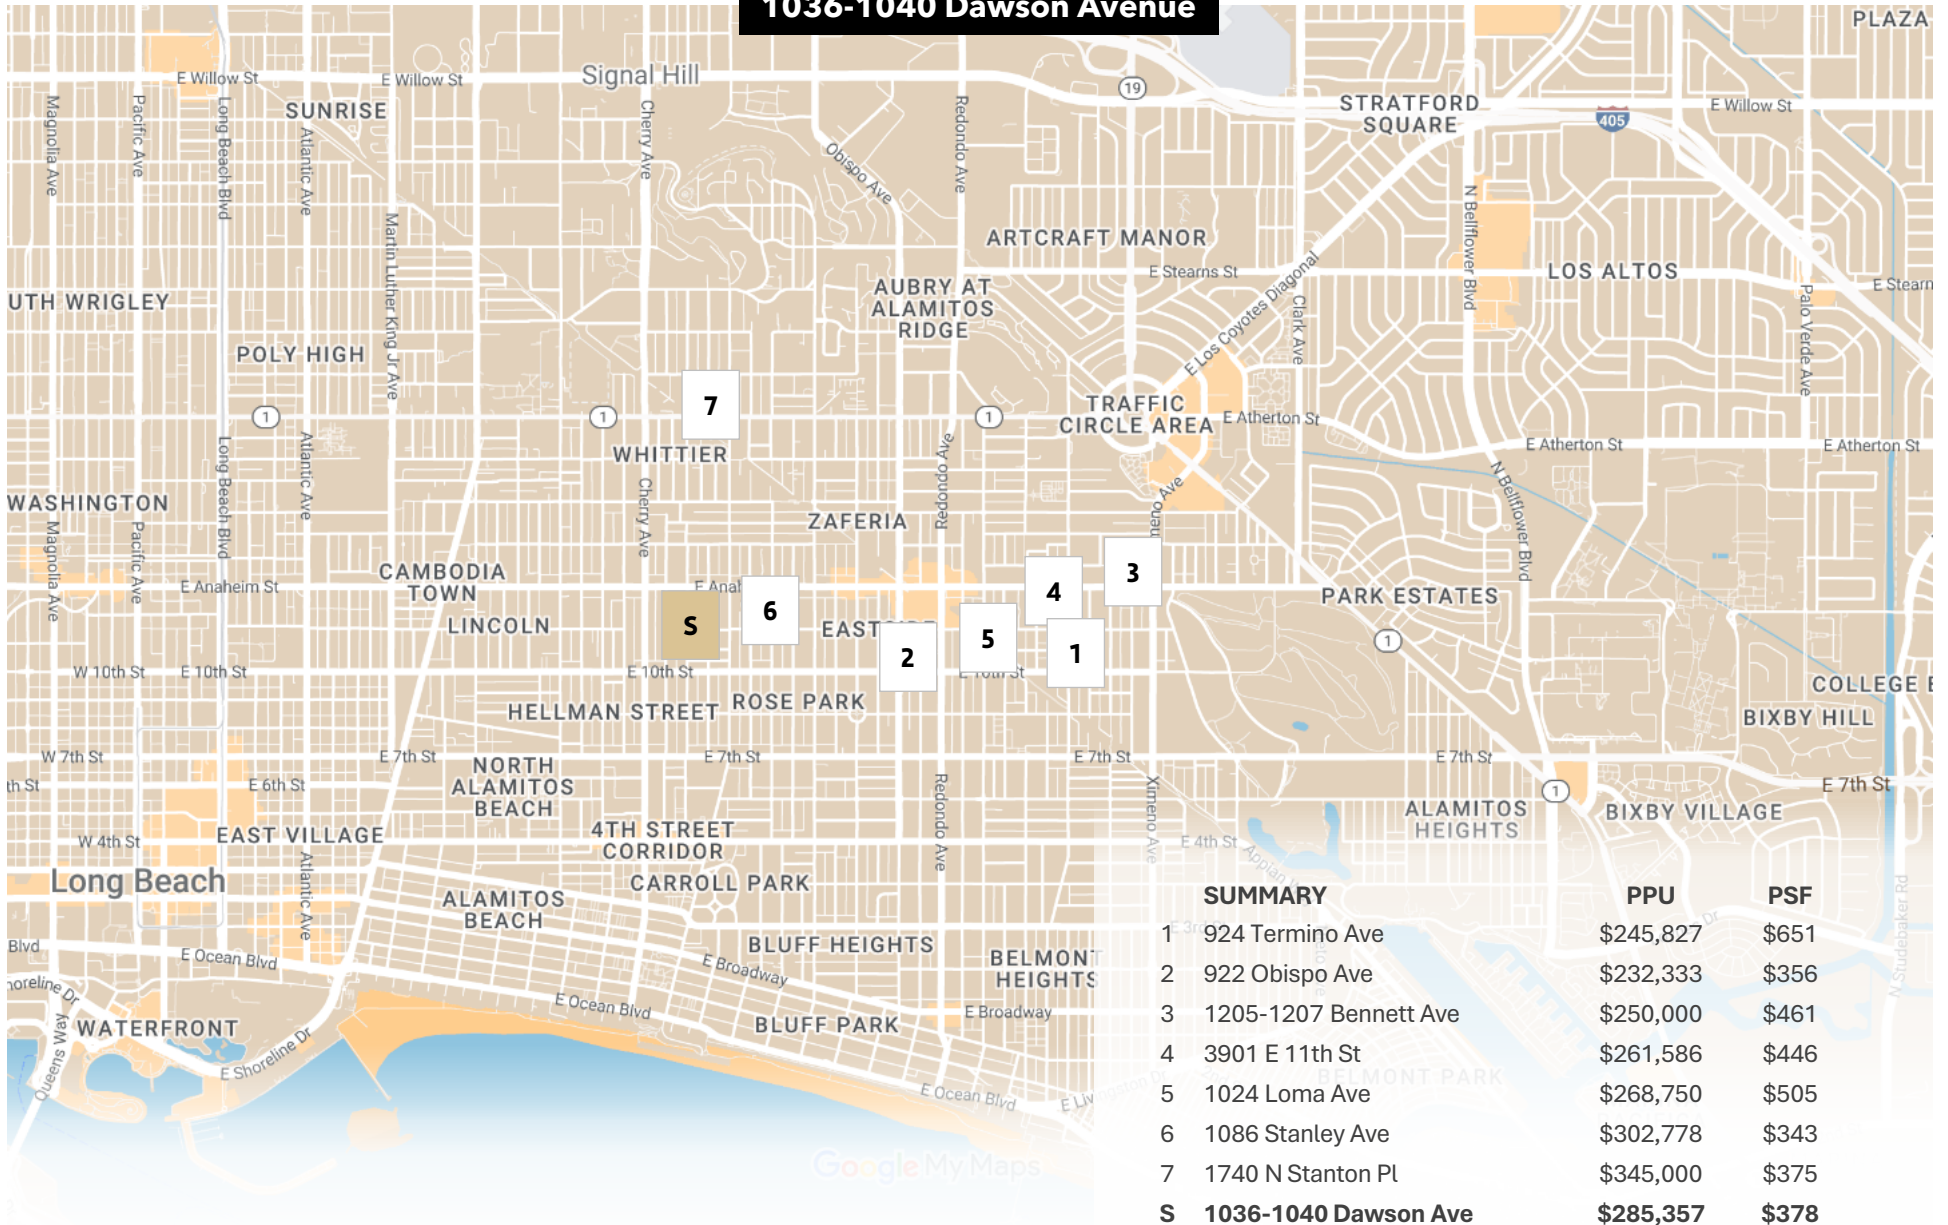 1036-1040 Dawson Avenue
PLAZA
E Willow St
E Willow St
Signal Hill
19
STRATFORD
SQUARE
405
E Willow St
SUNRISE
Magnolia Ave
Pacific Ave
Long Beach Blvd
Atlantic Ave
Cherry Ave
Obispo Ave
Redondo Ave
Martin Luther King Jr Ave
N Bellflower Blvd
ARTCRAFT MANOR
E Stearns St
LOS ALTOS
E Stearn
UTH WRIGLEY
AUBRY AT
ALAMITOS
RIDGE
E Los Coyotes Diagonal
Clark Ave
Palo Verde Ave
POLY HIGH
7
1
1
1
TRAFFIC
CIRCLE AREA
E Atherton St
E Atherton St
E Atherton St
WHITTIER
Long Beach Blvd
Atlantic Ave
Cherry Ave
Redondo Ave
N Bellflower Blvd
WASHINGTON
ZAFERIA
Magnolia Ave
Pacific Ave
3
CAMBODIA
TOWN
E Anaheim St
E Anah
4
PARK ESTATES
6
S
LINCOLN
EAST
5
1
2
1
W 10th St
E 10th St
E 10th St
E 10th St
COLLEGE E
HELLMAN STREET
ROSE PARK
BIXBY HILL
W 7th St
E 7th St
E 7th St
E 7th St
E 7th St
NORTH
ALAMITOS
BEACH
th St
E 6th St
Redondo Ave
Ximeno Ave
1
E 7th St
ALAMITOS
HEIGHTS
BIXBY VILLAGE
EAST VILLAGE
4TH STREET
CORRIDOR
W 4th St
E 4th St
Long Beach
CARROLL PARK
Atlantic Ave
ALAMITOS
BEACH
BLUFF HEIGHTS
BELMONT
HEIGHTS
Blvd
E Ocean Blvd
E Broadway
N Studebaker Rd
horeline Dr
E Ocean Blvd
E Broadway
WATERFRONT
BLUFF PARK
Queens Way
E Shoreline Dr
E Ocean Blvd
BELMONT PARK
Google My Maps
SUMMARY PPU PSF
1 924 Termino Ave $245,827 $651
2 922 Obispo Ave $232,333 $356
3 1205-1207 Bennett Ave $250,000 $461
4 3901 E 11th St $261,586 $446
5 1024 Loma Ave $268,750 $505
6 1086 Stanley Ave $302,778 $343
7 1740 N Stanton Pl $345,000 $375
S 1036-1040 Dawson Ave $285,357 $378